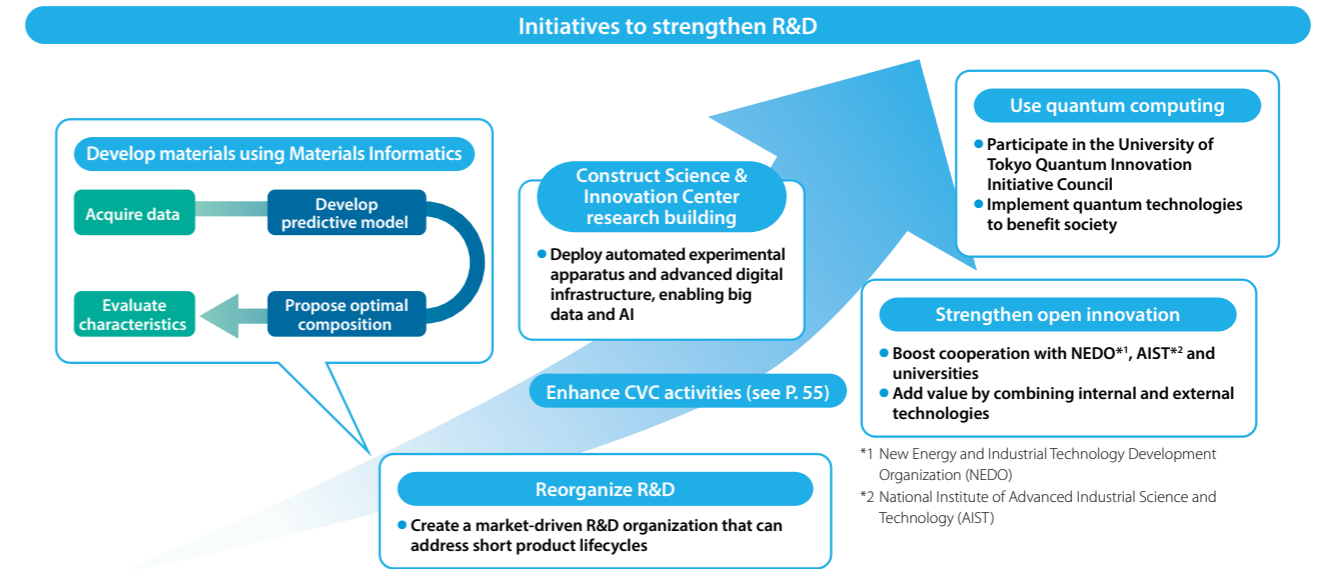 Initiatives to strengthen R&D
Develop materials using Materials Informatics
Acquire data
Develop
predictive model
Propose optimal
composition
Evaluate
characteristics
Construct Science &
Innovation Center
research building
● Deploy automated experimental
apparatus and advanced digital
infrastructure, enabling big
data and AI
Use quantum computing
● Participate in the University of
Tokyo Quantum Innovation
Initiative Council
● Implement quantum technologies
to benefit society
Enhance CVC activities (see P. 55)
Strengthen open innovation
● Boost cooperation with NEDO*1, AIST*2 and
universities
● Add value by combining internal and external
technologies
*1 New Energy and Industrial Technology Development
Organization (NEDO)
*2 National Institute of Advanced Industrial Science and
Technology (AIST)
Reorganize R&D
● Create a market-driven R&D organization that can
address short product lifecycles